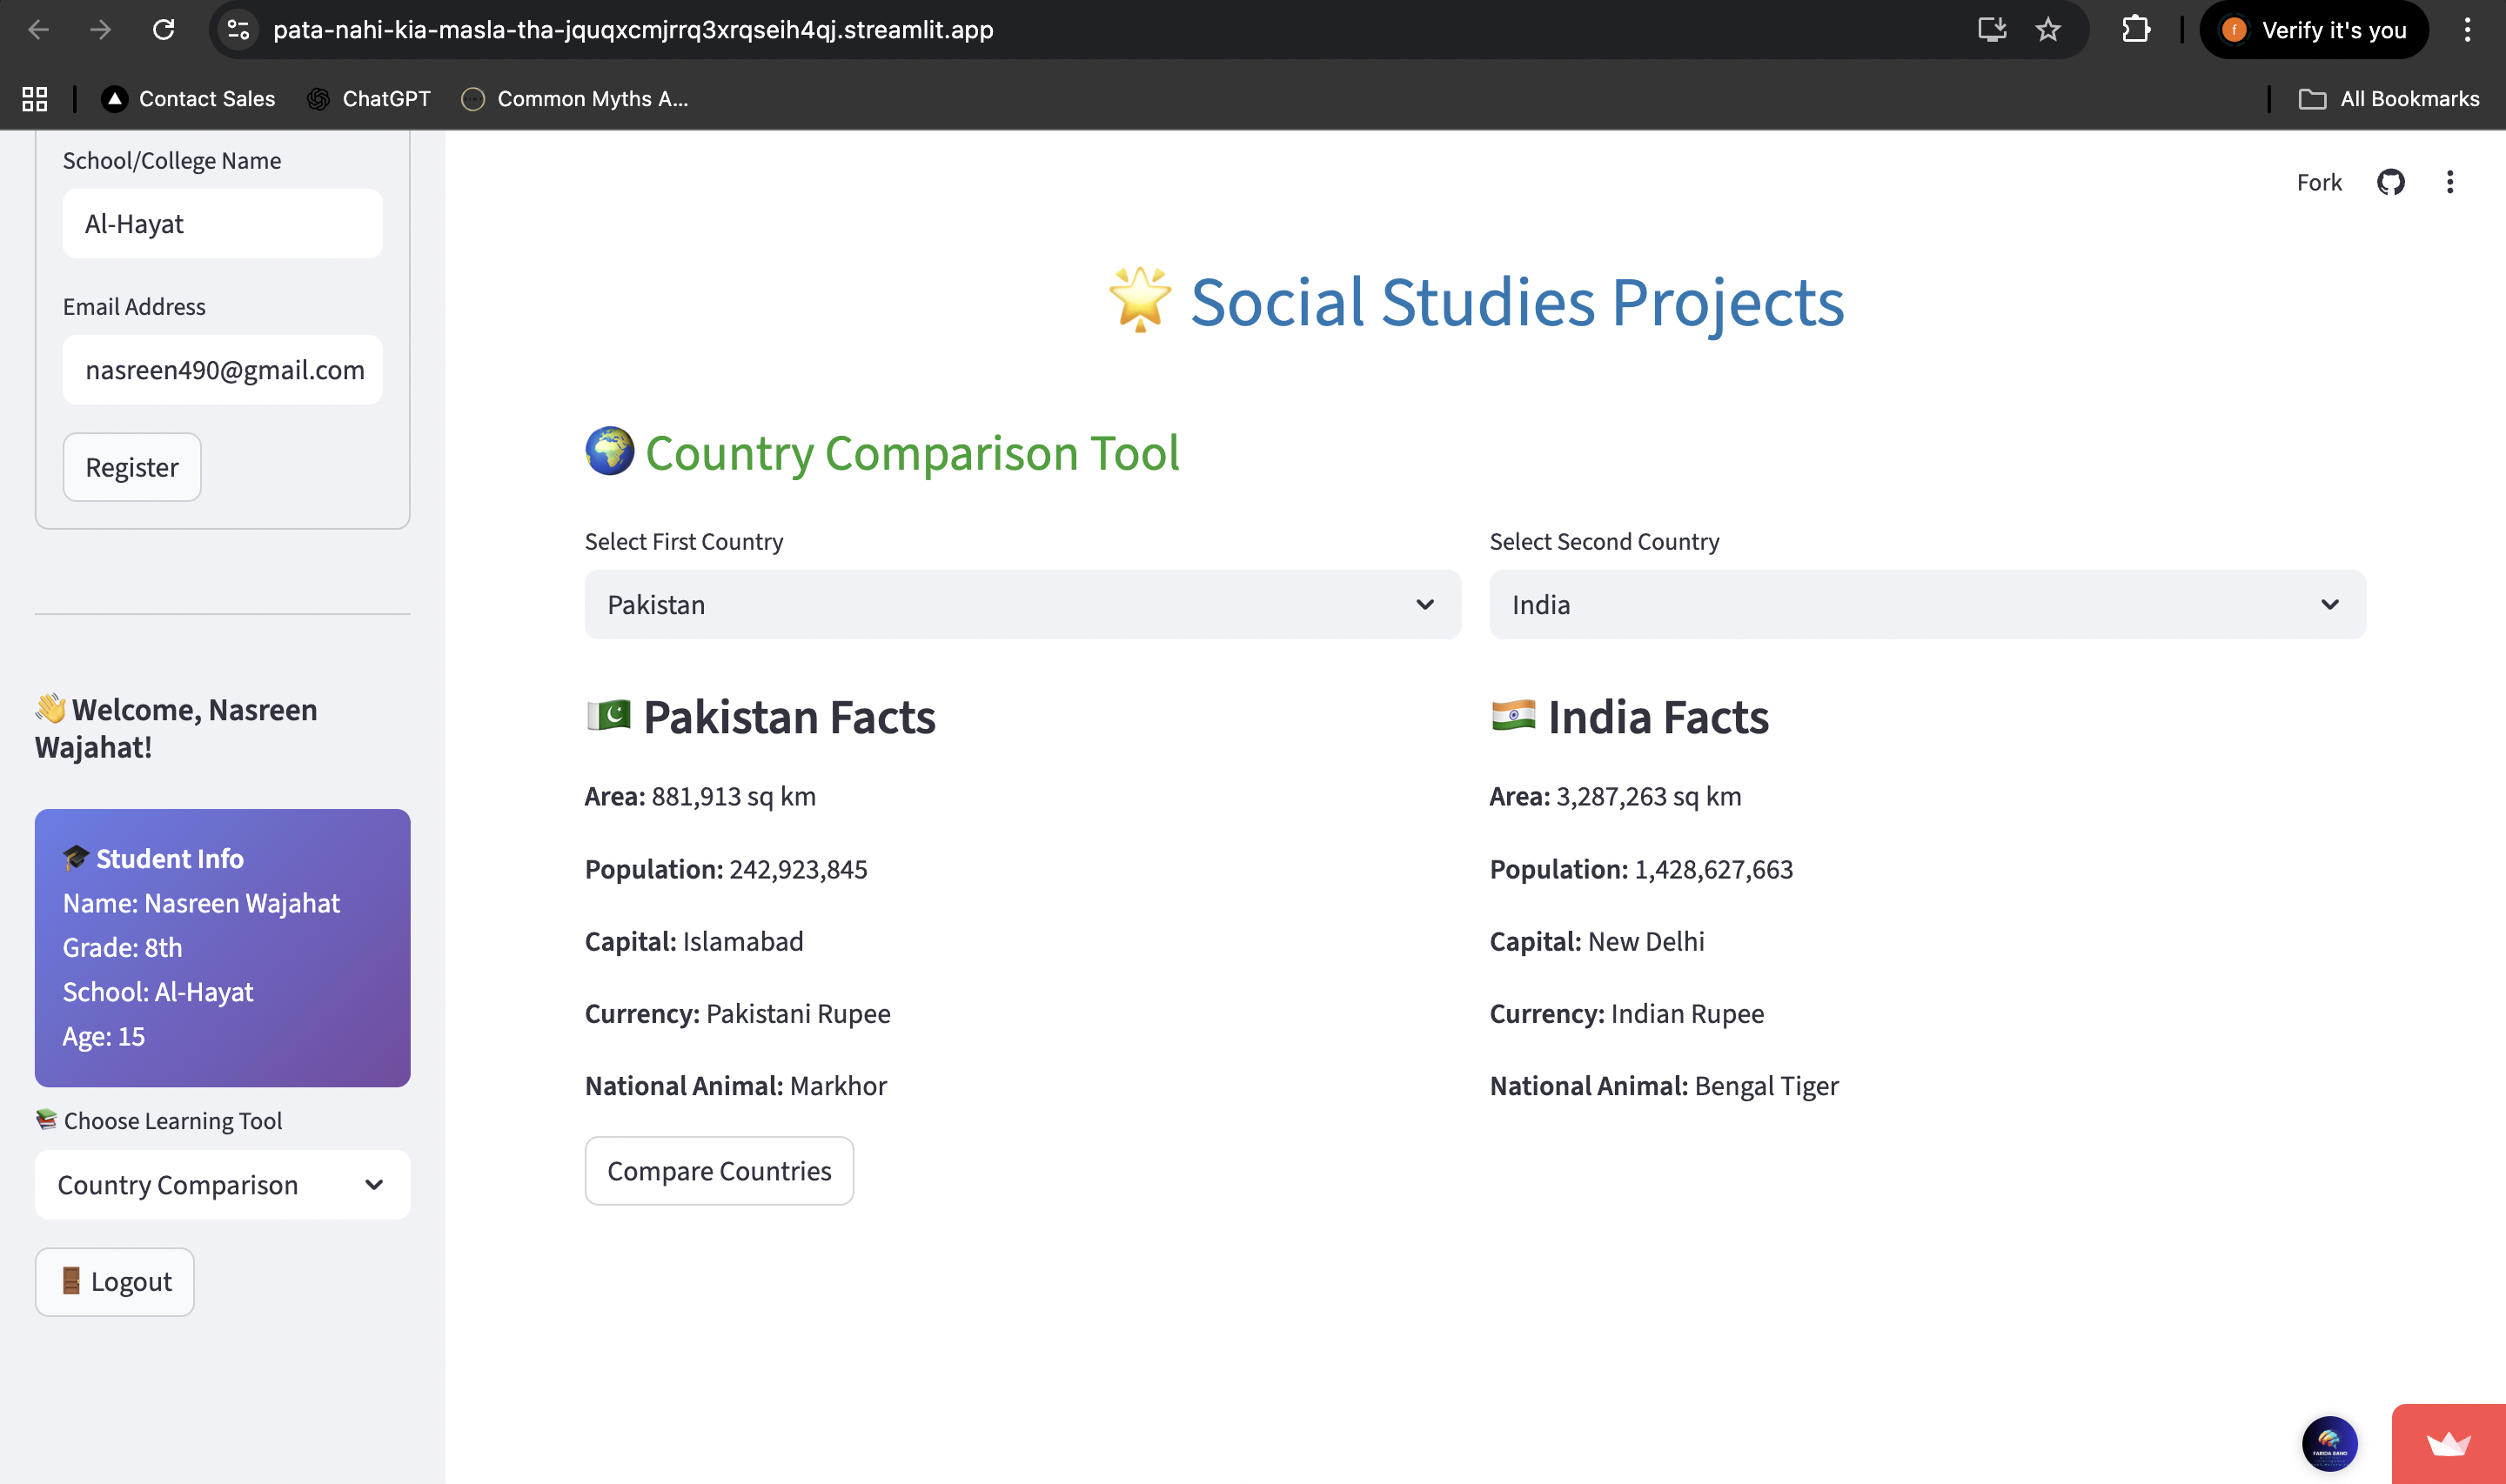 pata-nahi-kia-masla-tha-jquqxcmjrrq3xrqseih4qj.streamlit.app
Verify it's you
Contact Sales
ChatGPT
Common Myths A...
All Bookmarks
School/College Name
Al-Hayat
Email Address
nasreen490@gmail.com
Register
👋 Welcome, Nasreen
Wajahat!
🎓 Student Info
Name: Nasreen Wajahat
Grade: 8th
School: Al-Hayat
Age: 15
📚 Choose Learning Tool
Country Comparison
🚪 Logout
Fork
🌟 Social Studies Projects
🌍 Country Comparison Tool
Select First Country
Pakistan
Select Second Country
India
🇵🇰 Pakistan Facts
Area: 881,913 sq km
Population: 242,923,845
Capital: Islamabad
Currency: Pakistani Rupee
National Animal: Markhor
🇮🇳 India Facts
Area: 3,287,263 sq km
Population: 1,428,627,663
Capital: New Delhi
Currency: Indian Rupee
National Animal: Bengal Tiger
Compare Countries
FARIDA BANO